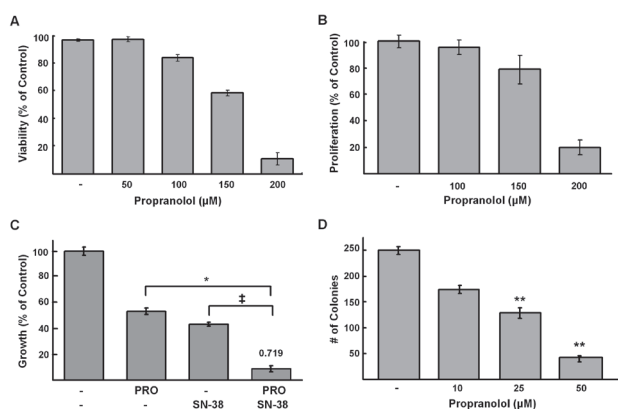 A
Viability (% of Control)
100
80
60
40
20
-
50
100
150
200
Propranolol (µM)
B
Proliferation (% of Control)
100
80
60
40
20
-
100
150
200
Propranolol (µM)
C
Growth (% of Control)
100
80
60
40
20
*
‡
0.719
- PRO - PRO
- - SN-38 SN-38
D
# of Colonies
250
200
150
100
50
**
**
-
10
25
50
Propranolol (µM)